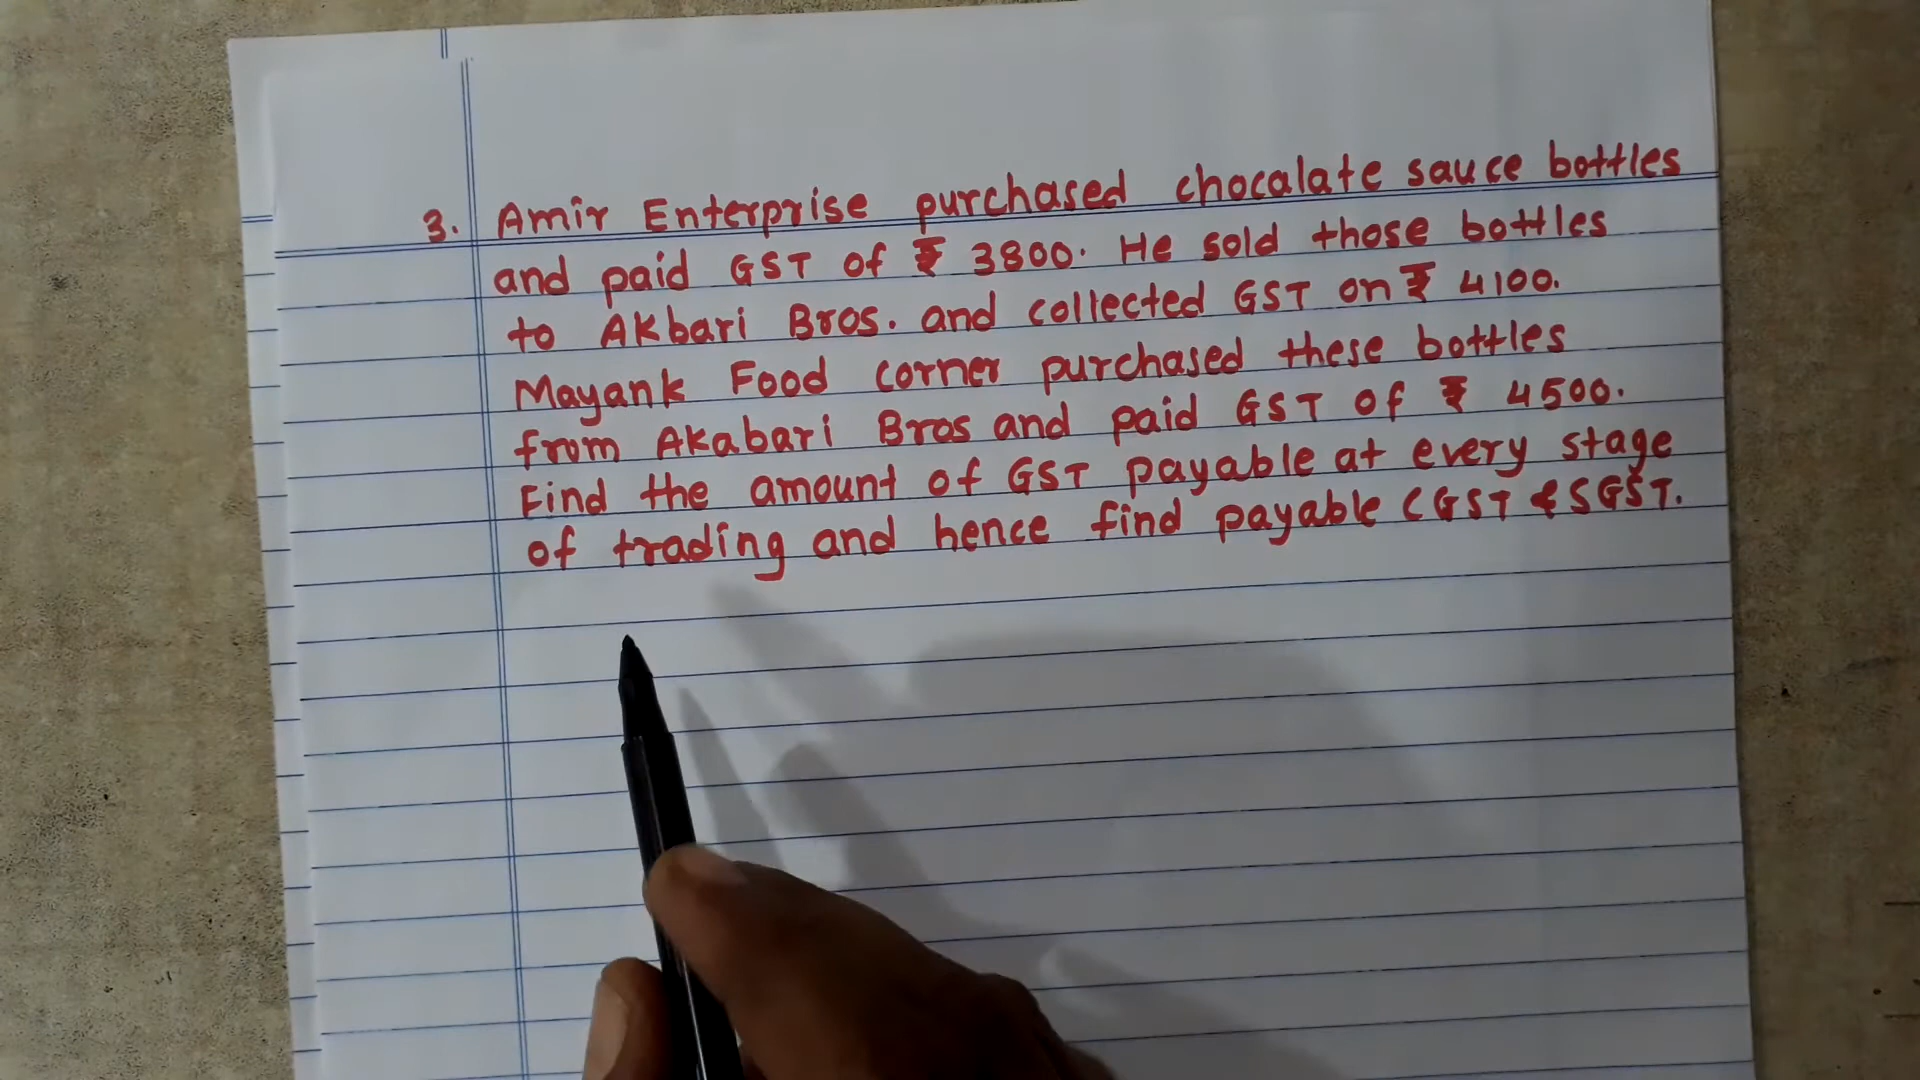 3. Amir Enterprise purchased chocalate sauce bottles
and paid GST of ₹ 3800. He sold those bottles
to Akbari Bros. and collected GST on ₹ 4100.
Mayank Food corner purchased these bottles
from Akabari Bros and paid GST of ₹ 4500.
Find the amount of GST payable at every stage
of trading and hence find payable CGST & SGST.